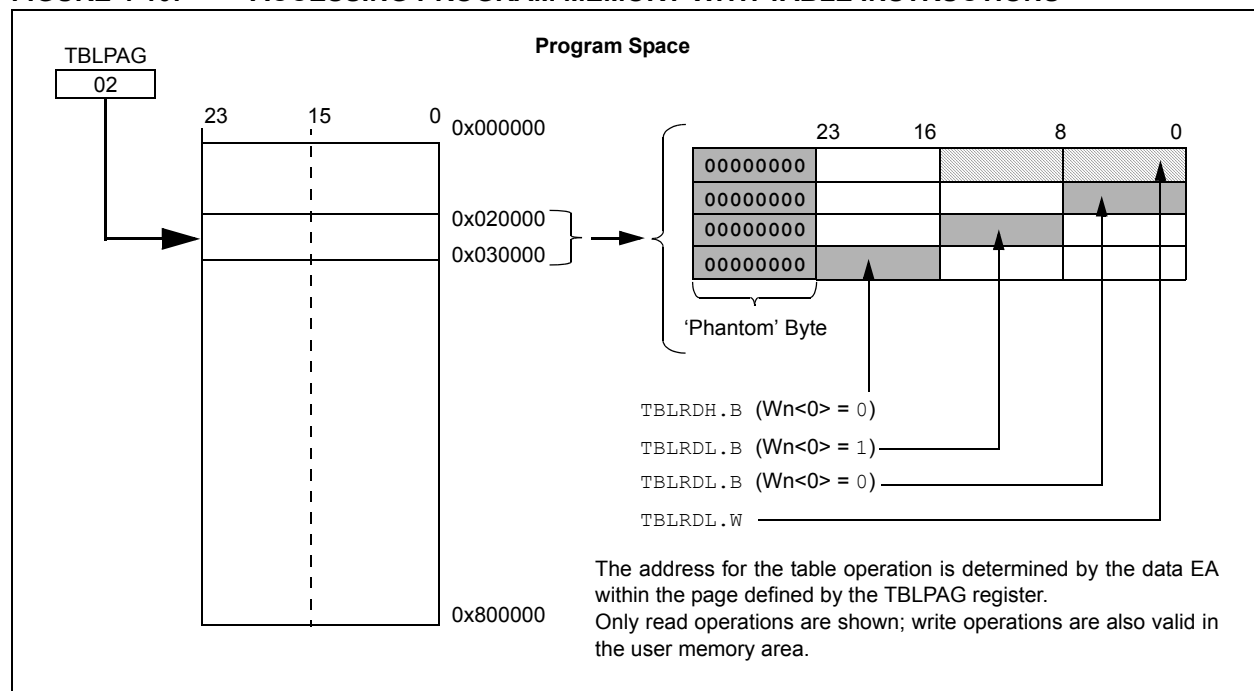 Program Space
TBLPAG
02
23 15 0
0x000000
0x020000
0x030000
0x800000
23 16 8 0
00000000
00000000
00000000
00000000
‘Phantom’ Byte
TBLRDH.B (Wn<0> = 0)
TBLRDL.B (Wn<0> = 1)
TBLRDL.B (Wn<0> = 0)
TBLRDL.W
The address for the table operation is determined by the data EA
within the page defined by the TBLPAG register.
Only read operations are shown; write operations are also valid in
the user memory area.